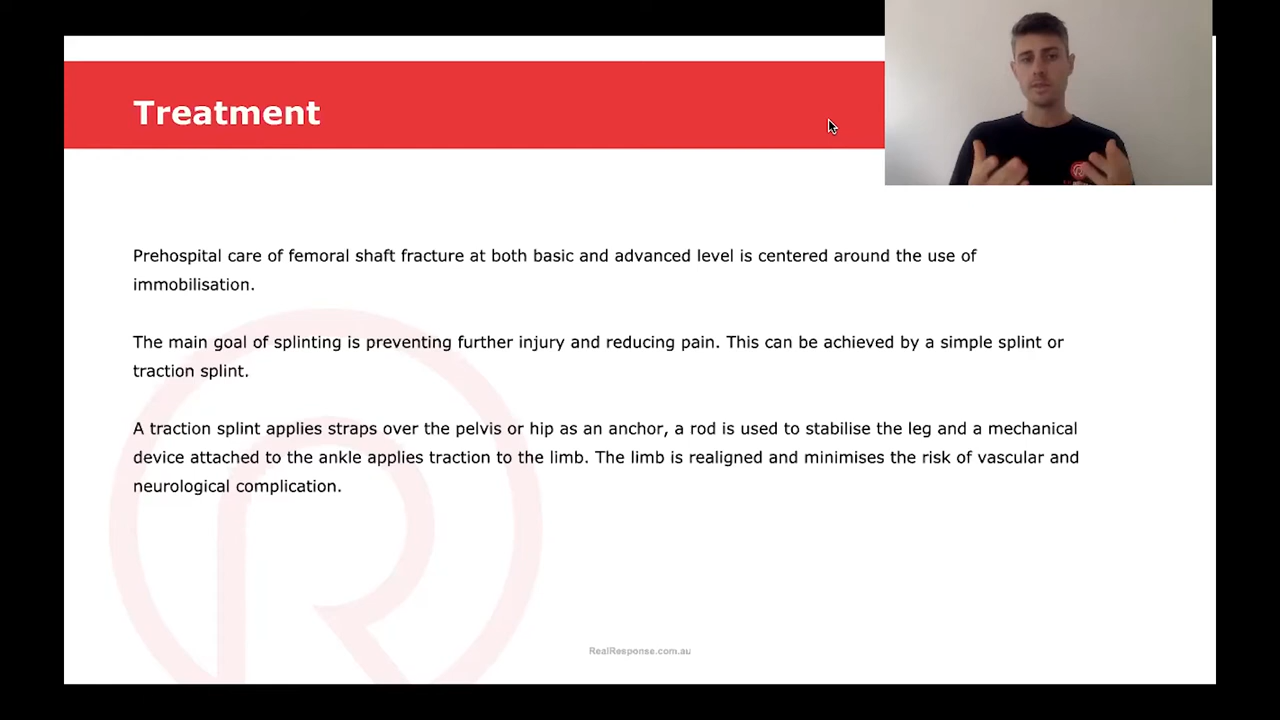 Treatment
Prehospital care of femoral shaft fracture at both basic and advanced level is centered around the use of
immobilisation.
The main goal of splinting is preventing further injury and reducing pain. This can be achieved by a simple splint or
traction splint.
A traction splint applies straps over the pelvis or hip as an anchor, a rod is used to stabilise the leg and a mechanical
device attached to the ankle applies traction to the limb. The limb is realigned and minimises the risk of vascular and
neurological complication.
RealResponse.com.au